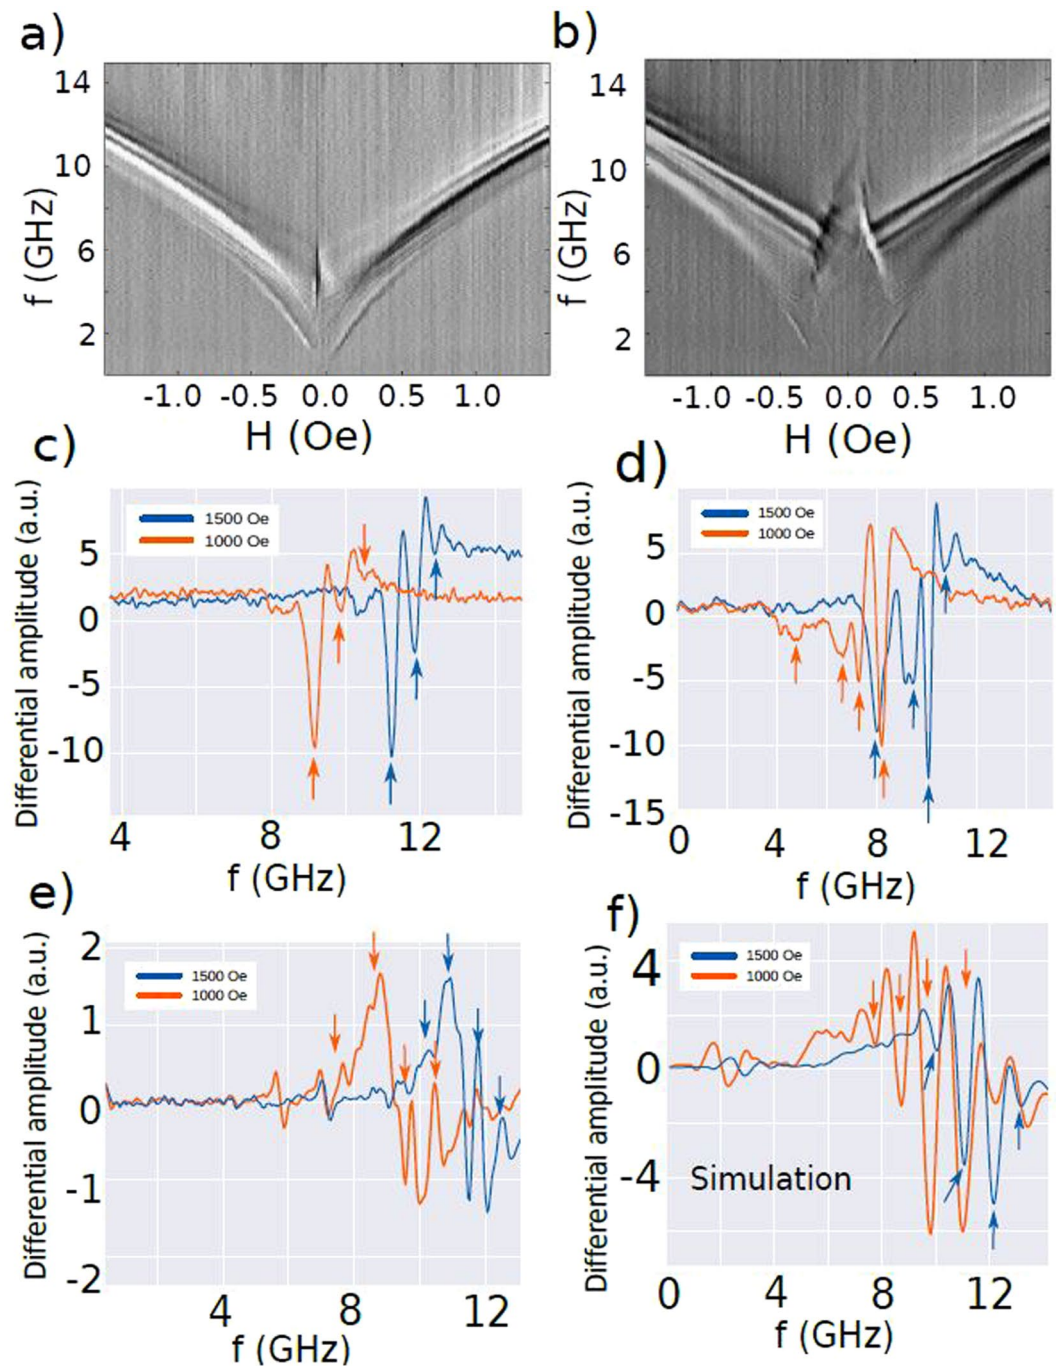 a)
b)
14
10
6
2
f (GHz)
-1.0 -0.5 0.0 0.5 1.0
H (Oe)
14
10
6
2
f (GHz)
-1.0 -0.5 0.0 0.5 1.0
H (Oe)
c)
d)
1500 Oe
1000 Oe
5
0
-5
-10
Differential amplitude (a.u.)
4 8 12
f (GHz)
1500 Oe
1000 Oe
5
0
-5
-10
-15
Differential amplitude (a.u.)
0 4 8 12
f (GHz)
e)
f)
1500 Oe
1000 Oe
2
1
0
-1
-2
Differential amplitude (a.u.)
4 8 12
f (GHz)
1500 Oe
1000 Oe
4
0
-4
Differential amplitude (a.u.)
Simulation
0 4 8 12
f (GHz)